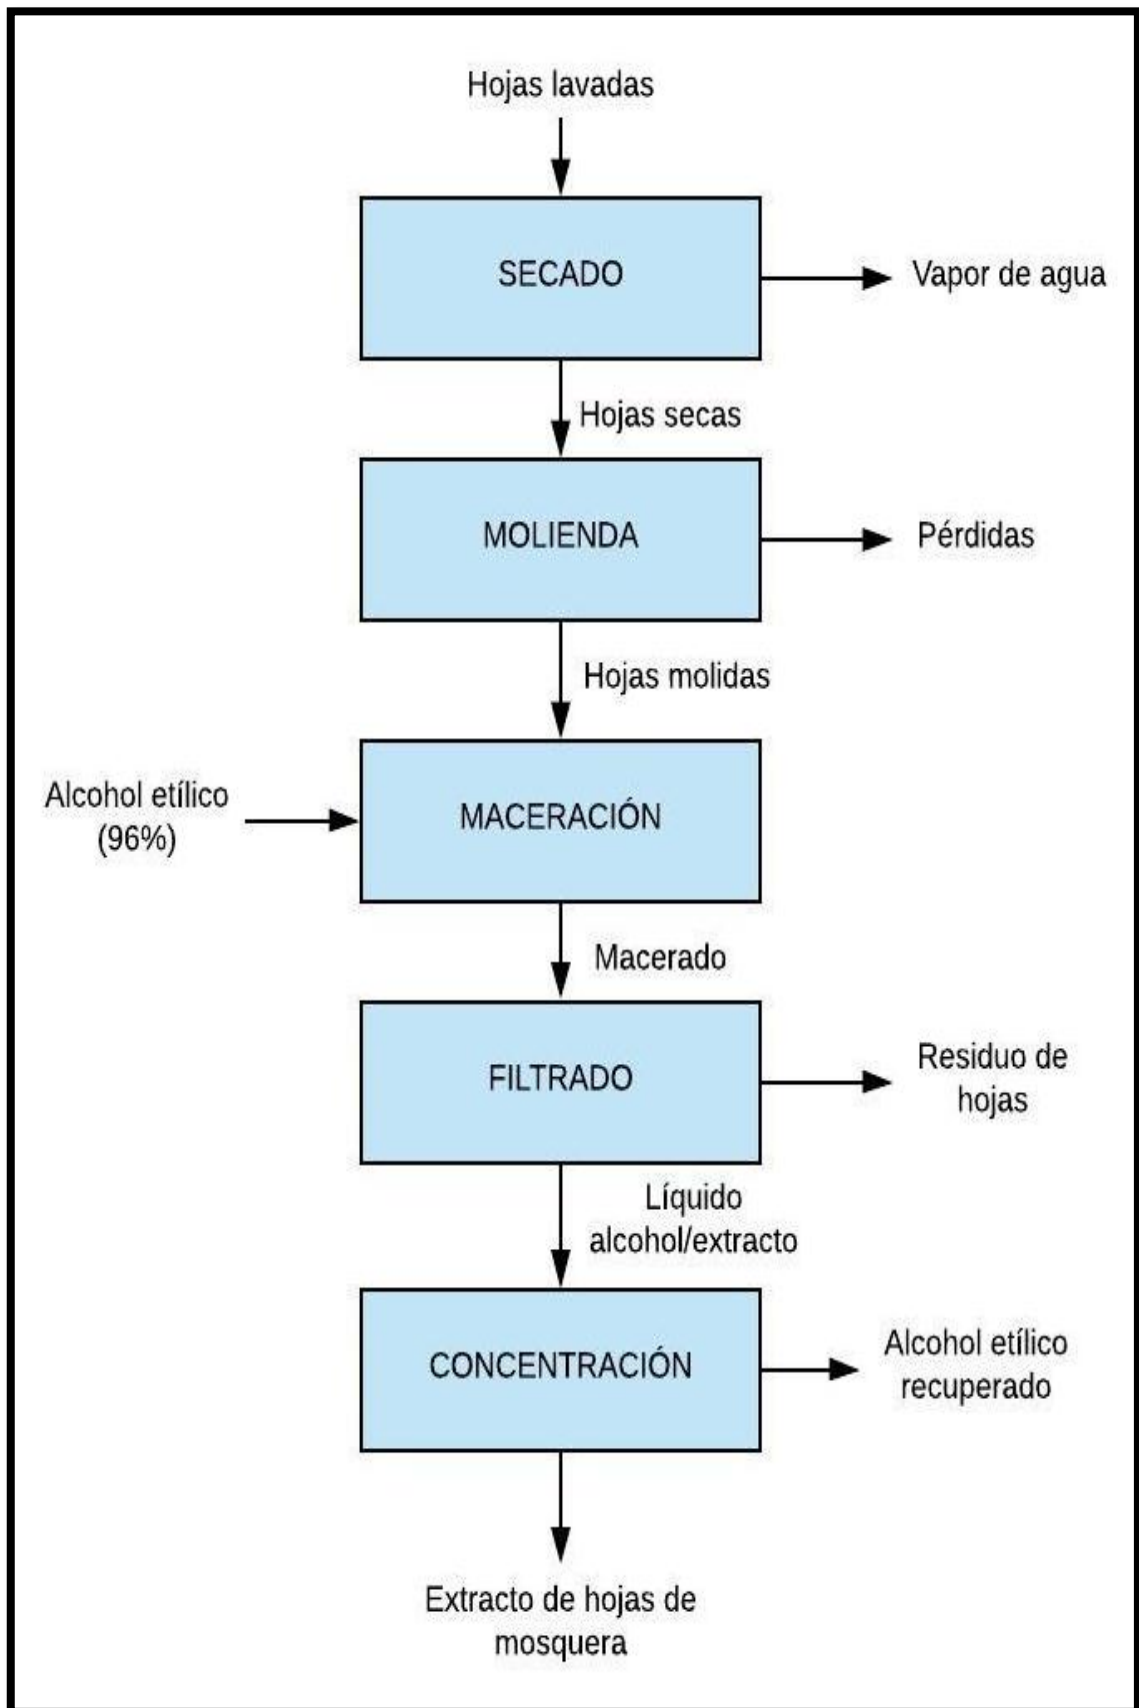 Hojas lavadas
SECADO
Vapor de agua
Hojas secas
MOLIENDA
Pérdidas
Hojas molidas
Alcohol etílico
(96%)
MACERACIÓN
Macerado
FILTRADO
Residuo de
hojas
Líquido
alcohol/extracto
CONCENTRACIÓN
Alcohol etílico
recuperado
Extracto de hojas de
mosquera